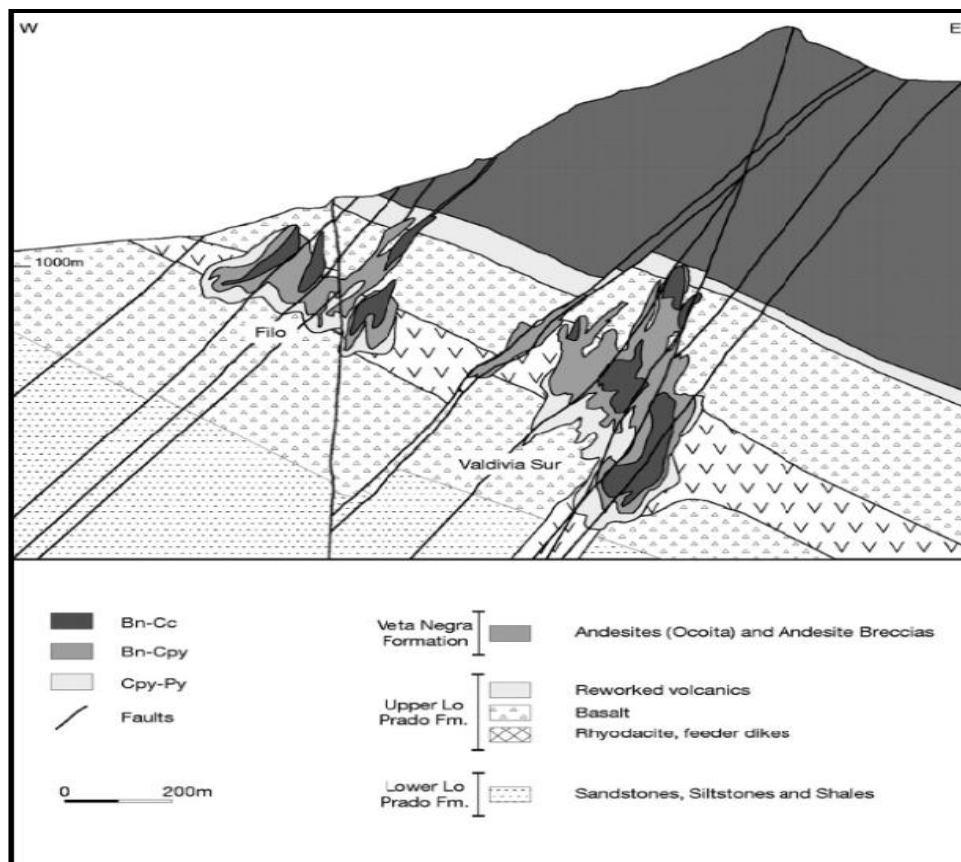 W
E
1000m
Filo
Valdivia Sur
Bn-Cc
Bn-Cpy
Cpy-Py
Faults
0
200m
Veta Negra
Formation
Andesites (Ocoita) and Andesite Breccias
Upper Lo
Prado Fm.
Reworked volcanics
Basalt
Rhyodacite, feeder dikes
Lower Lo
Prado Fm.
Sandstones, Siltstones and Shales